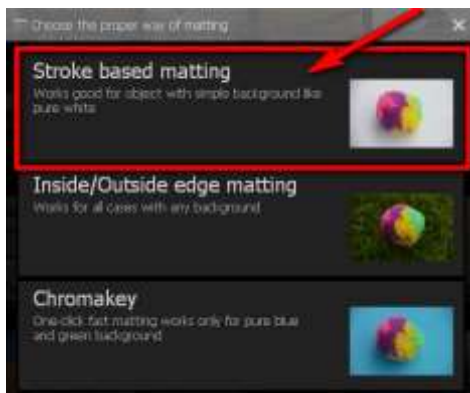 Choose the proper way of matting
Stroke based matting
Works good for object with simple background like
pure white
Inside/Outside edge matting
Works for all cases with any background
Chromakey
One-click fast matting works only for pure blue
and green background